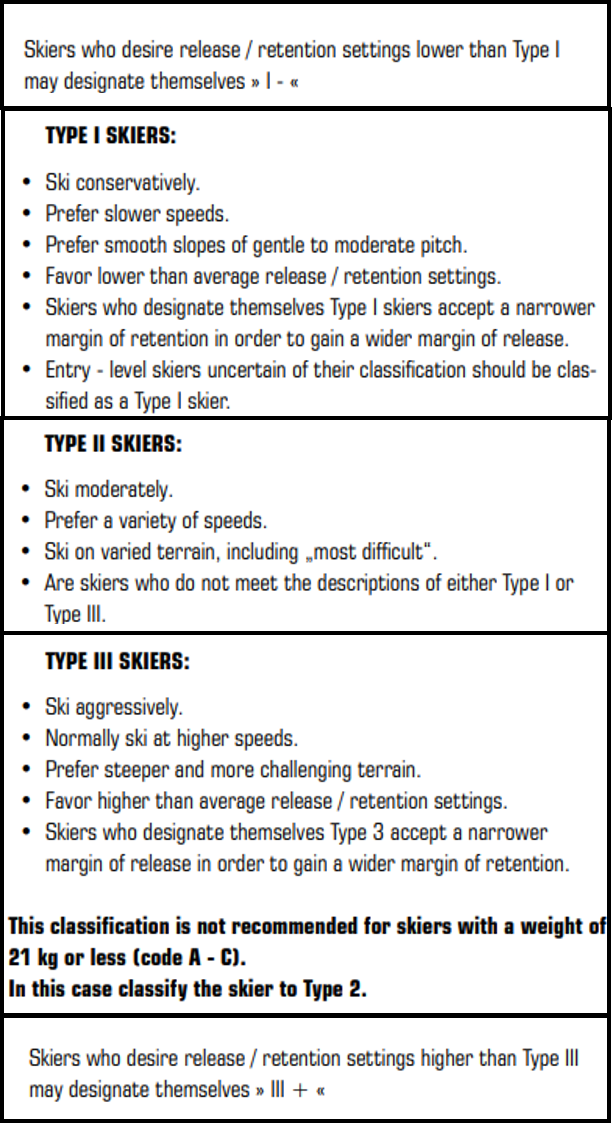 Skiers who desire release / retention settings lower than Type I
may designate themselves » I - «
TYPE I SKIERS:
• Ski conservatively.
• Prefer slower speeds.
• Prefer smooth slopes of gentle to moderate pitch.
• Favor lower than average release / retention settings.
• Skiers who designate themselves Type I skiers accept a narrower
margin of retention in order to gain a wider margin of release.
• Entry - level skiers uncertain of their classification should be clas-
sified as a Type I skier.
TYPE II SKIERS:
• Ski moderately.
• Prefer a variety of speeds.
• Ski on varied terrain, including „most difficult“.
• Are skiers who do not meet the descriptions of either Type I or
Type III.
TYPE III SKIERS:
• Ski aggressively.
• Normally ski at higher speeds.
• Prefer steeper and more challenging terrain.
• Favor higher than average release / retention settings.
• Skiers who designate themselves Type 3 accept a narrower
margin of release in order to gain a wider margin of retention.
This classification is not recommended for skiers with a weight of
21 kg or less (code A - C).
In this case classify the skier to Type 2.
Skiers who desire release / retention settings higher than Type III
may designate themselves » III + «